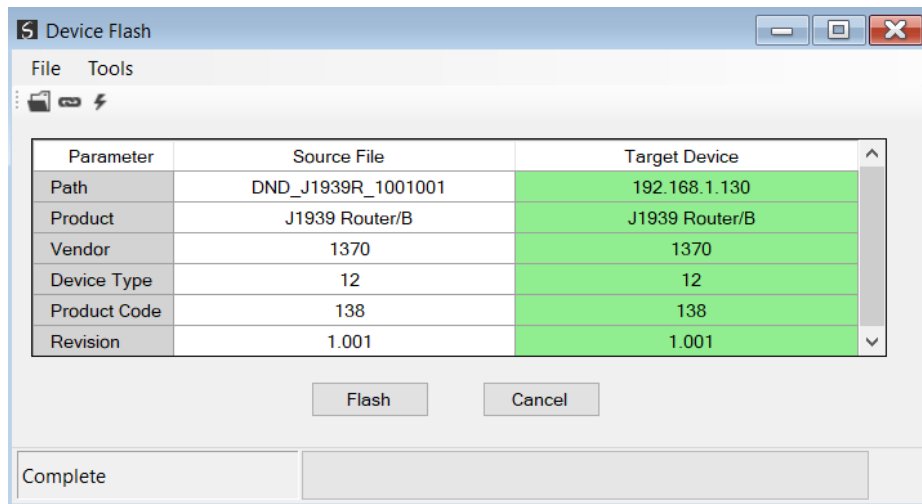 Device Flash
File Tools
Parameter Source File Target Device
Path DND_J1939R_1001001 192.168.1.130
Product J1939 Router/B J1939 Router/B
Vendor 1370 1370
Device Type 12 12
Product Code 138 138
Revision 1.001 1.001
Flash Cancel
Complete